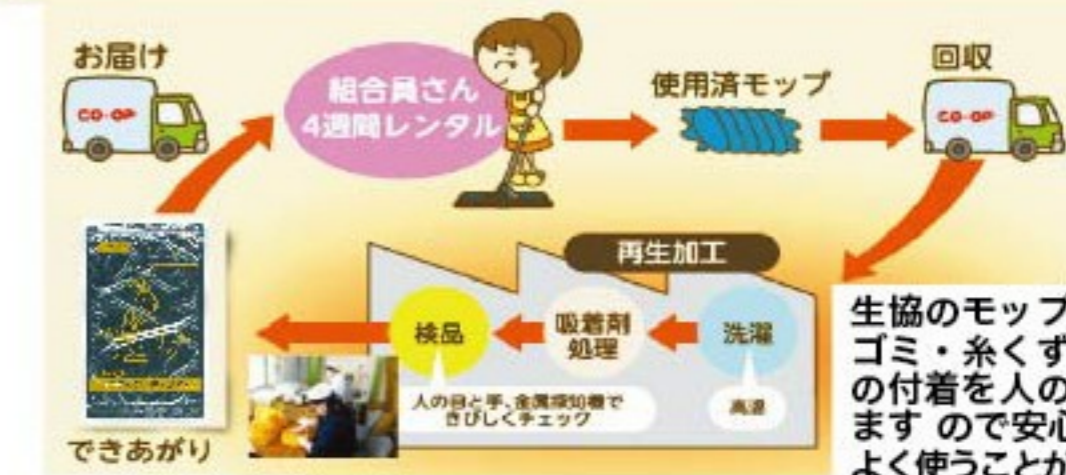 お届け
CO-OP
組合員さん
4週間レンタル
使用済モップ
回収
CO-OP
再生加工
検品
吸着剤
処理
洗濯
人の目と手、金属探知機で
きびしくチェック
高温
できあがり
生協のモップ
ゴミ・糸くず
の付着を人の
ます ので安心
よく使うことが